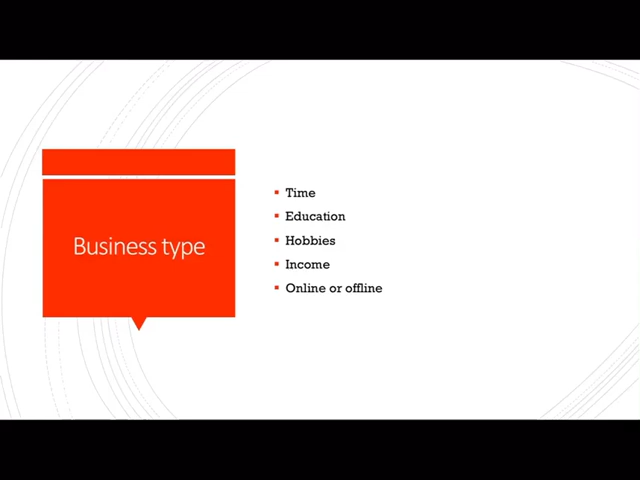 Business type
Time
Education
Hobbies
Income
Online or offline